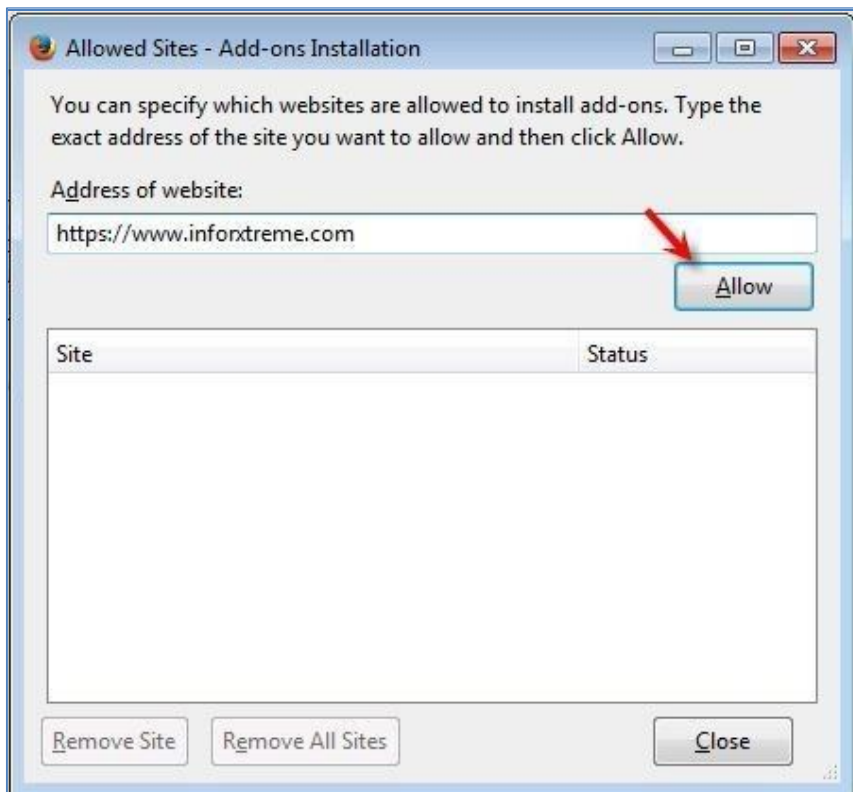 Allowed Sites - Add-ons Installation
You can specify which websites are allowed to install add-ons. Type the
exact address of the site you want to allow and then click Allow.
Address of website:
https://www.inforxtreme.com
Allow
Site Status
Remove Site Remove All Sites Close